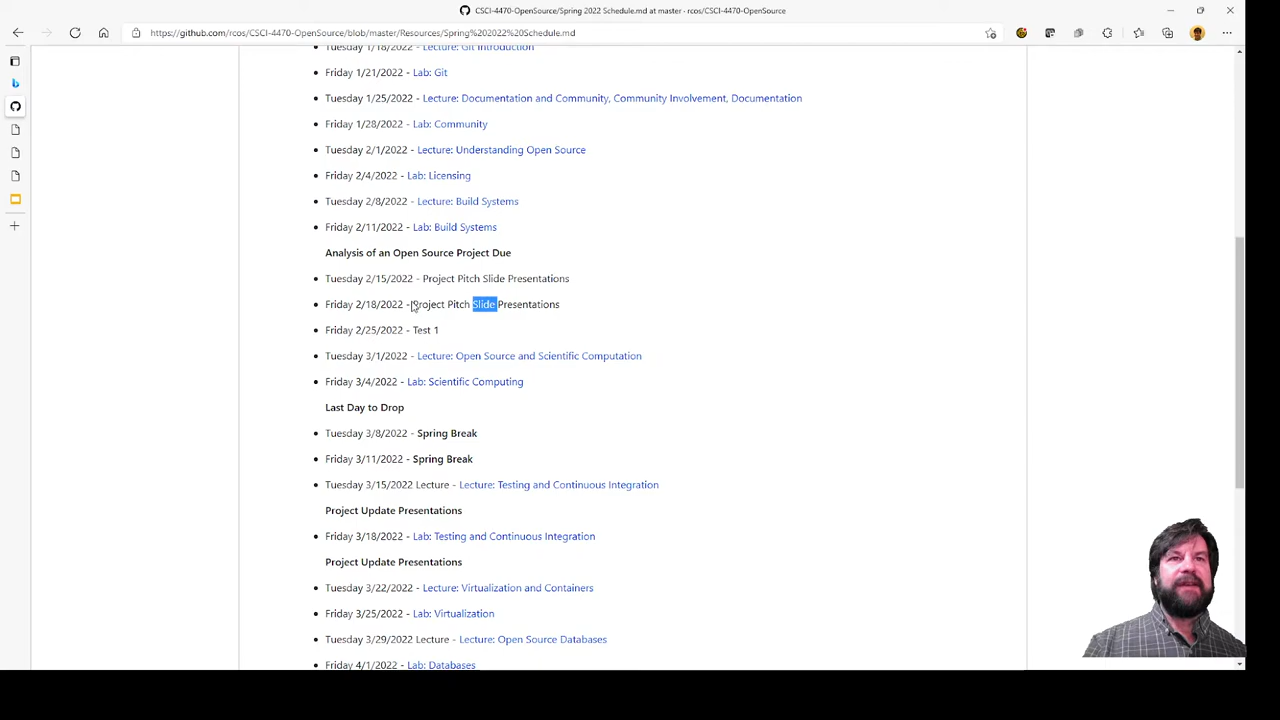 CSCI-4470-OpenSource/Spring 2022 Schedule.md at master · rcos/CSCI-4470-OpenSource
https://github.com/rcos/CSCI-4470-OpenSource/blob/master/Resources/Spring%202022%20Schedule.md
Tuesday 1/18/2022 - Lecture: Git Introduction
Friday 1/21/2022 - Lab: Git
Tuesday 1/25/2022 - Lecture: Documentation and Community, Community Involvement, Documentation
Friday 1/28/2022 - Lab: Community
Tuesday 2/1/2022 - Lecture: Understanding Open Source
Friday 2/4/2022 - Lab: Licensing
Tuesday 2/8/2022 - Lecture: Build Systems
Friday 2/11/2022 - Lab: Build Systems
Analysis of an Open Source Project Due
Tuesday 2/15/2022 - Project Pitch Slide Presentations
Friday 2/18/2022 - Project Pitch Slide Presentations
Friday 2/25/2022 - Test 1
Tuesday 3/1/2022 - Lecture: Open Source and Scientific Computation
Friday 3/4/2022 - Lab: Scientific Computing
Last Day to Drop
Tuesday 3/8/2022 - Spring Break
Friday 3/11/2022 - Spring Break
Tuesday 3/15/2022 Lecture - Lecture: Testing and Continuous Integration
Project Update Presentations
Friday 3/18/2022 - Lab: Testing and Continuous Integration
Project Update Presentations
Tuesday 3/22/2022 - Lecture: Virtualization and Containers
Friday 3/25/2022 - Lab: Virtualization
Tuesday 3/29/2022 Lecture - Lecture: Open Source Databases
Friday 4/1/2022 - Lab: Databases